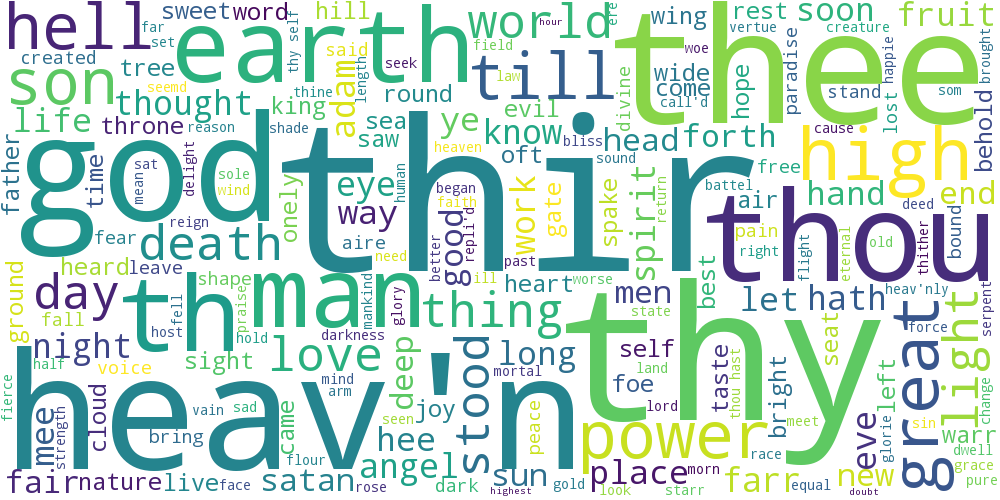 hell
created
far
set
sweet
word
hill
said
adam
length
thy self
earth
world
hour
ere
till
thee
wing
woe
wide
come
call'd
rest
vertue
hope
divine
soon
creature
paradise
stand
lost
happie
fruit
brought
behold
som
son
tree
seemd
thought
king
thine
seek
round
field
law
evil
life
throne
reason
shade
sea
saw
ye
know
oft
bliss
head
sound
forth
cause
high
end
father
time
mean
sat
delight
sole
wind
god
thir
eye
human
heaven
way
began
faith
good
repli'd
work
gate
spake
spirit
return
free
battel
air
hand
deed
thou
thither
bound
fear
reign
onely
death
aire
need
better
past
pain
right
flight
eternal
old
ground
heard
leave
shape
praise
man
mankind
glory
ill
heart
worse
men
best
let
hath
heav'nly
serpent
day
fall
host
fell
th
hold
darkness
thing
state
seat
force
great
light
night
voice
sight
love
deep
stood
long
self
land
foe
taste
thou hast
bright
left
change
fierce
half
heav'n
mind
arm
mortal
thy
lord
race
meet
eve
glorie
sin
pure
mee
strength
cloud
vain
sad
bring
came
flour
seen
hee
joy
peace
power
morn
equal
warr
dwell
grace
fair
nature
live
face
satan
rose
angel
dark
sun
highest
gold
place
look
starr
farr
doubt
new